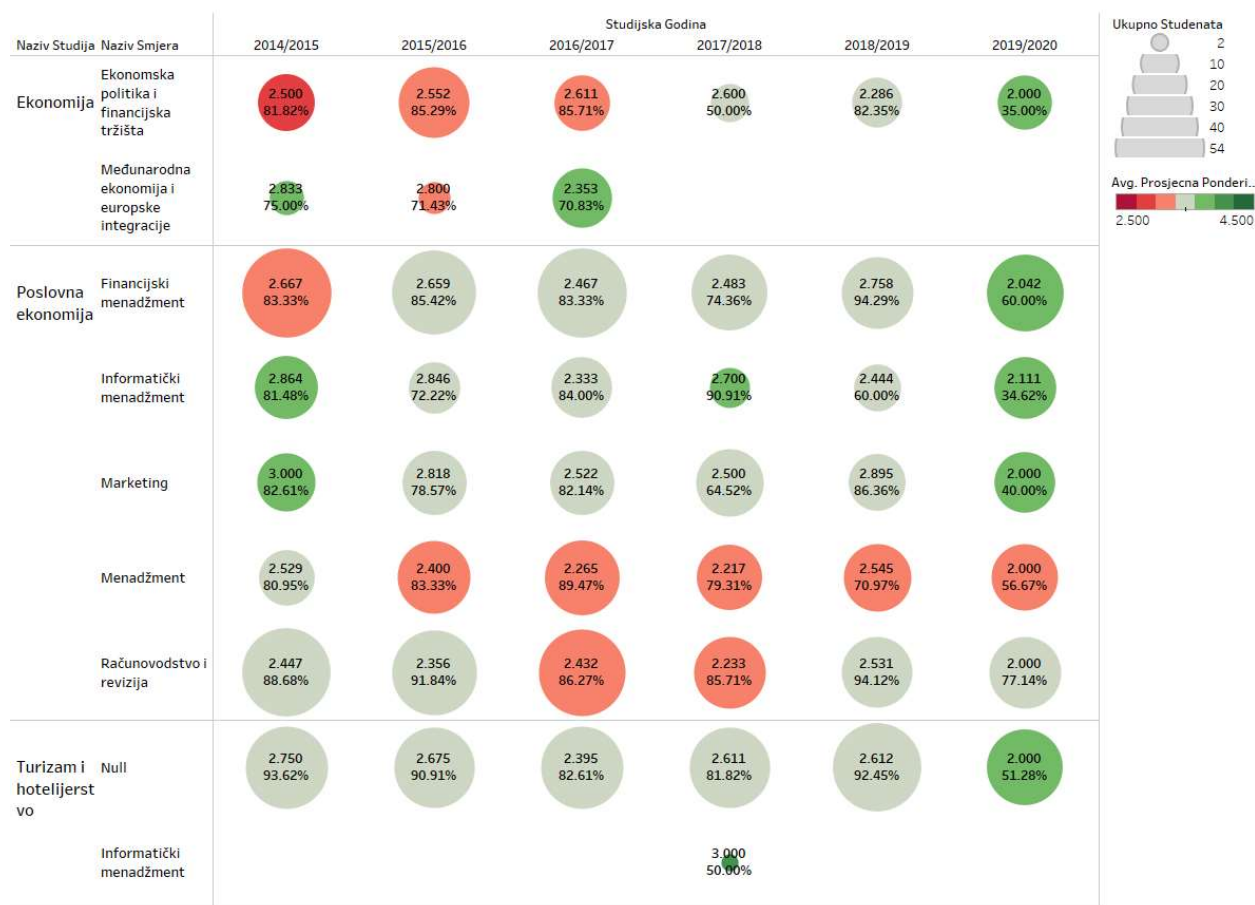 Studijska Godina
Naziv Studija Naziv Smjera 2014/2015 2015/2016 2016/2017 2017/2018 2018/2019 2019/2020
Ekonomija
Ekonomska
politika i
financijska
tržišta
2.500 2.552 2.611 2.600 2.286 2.000
81.82% 85.29% 85.71% 50.00% 82.35% 35.00%
Međunarodna
ekonomija i
europske
integracije
2.833 2.800 2.353
75.00% 71.43% 70.83%
Poslovna
ekonomija
Financijski
menadžment
2.667 2.659 2.467 2.483 2.758 2.042
83.33% 85.42% 83.33% 74.36% 94.29% 60.00%
Informatički
menadžment
2.864 2.846 2.333 2.700 2.444 2.111
81.48% 72.22% 84.00% 90.91% 60.00% 34.62%
Marketing
3.000 2.818 2.522 2.500 2.895 2.000
82.61% 78.57% 82.14% 64.52% 86.36% 40.00%
Menadžment
2.529 2.400 2.265 2.217 2.545 2.000
80.95% 83.33% 89.47% 79.31% 70.97% 56.67%
Računovodstvo i
revizija
2.447 2.356 2.432 2.233 2.531 2.000
88.68% 91.84% 86.27% 85.71% 94.12% 77.14%
Turizam i
hotelijerst
vo
Null
2.750 2.675 2.395 2.611 2.612 2.000
93.62% 90.91% 82.61% 81.82% 92.45% 51.28%
Informatički
menadžment
3.000
50.00%
Ukupno Studenata
2
10
20
30
40
54
Avg. Prosjecna Ponderi..
2.500 4.500